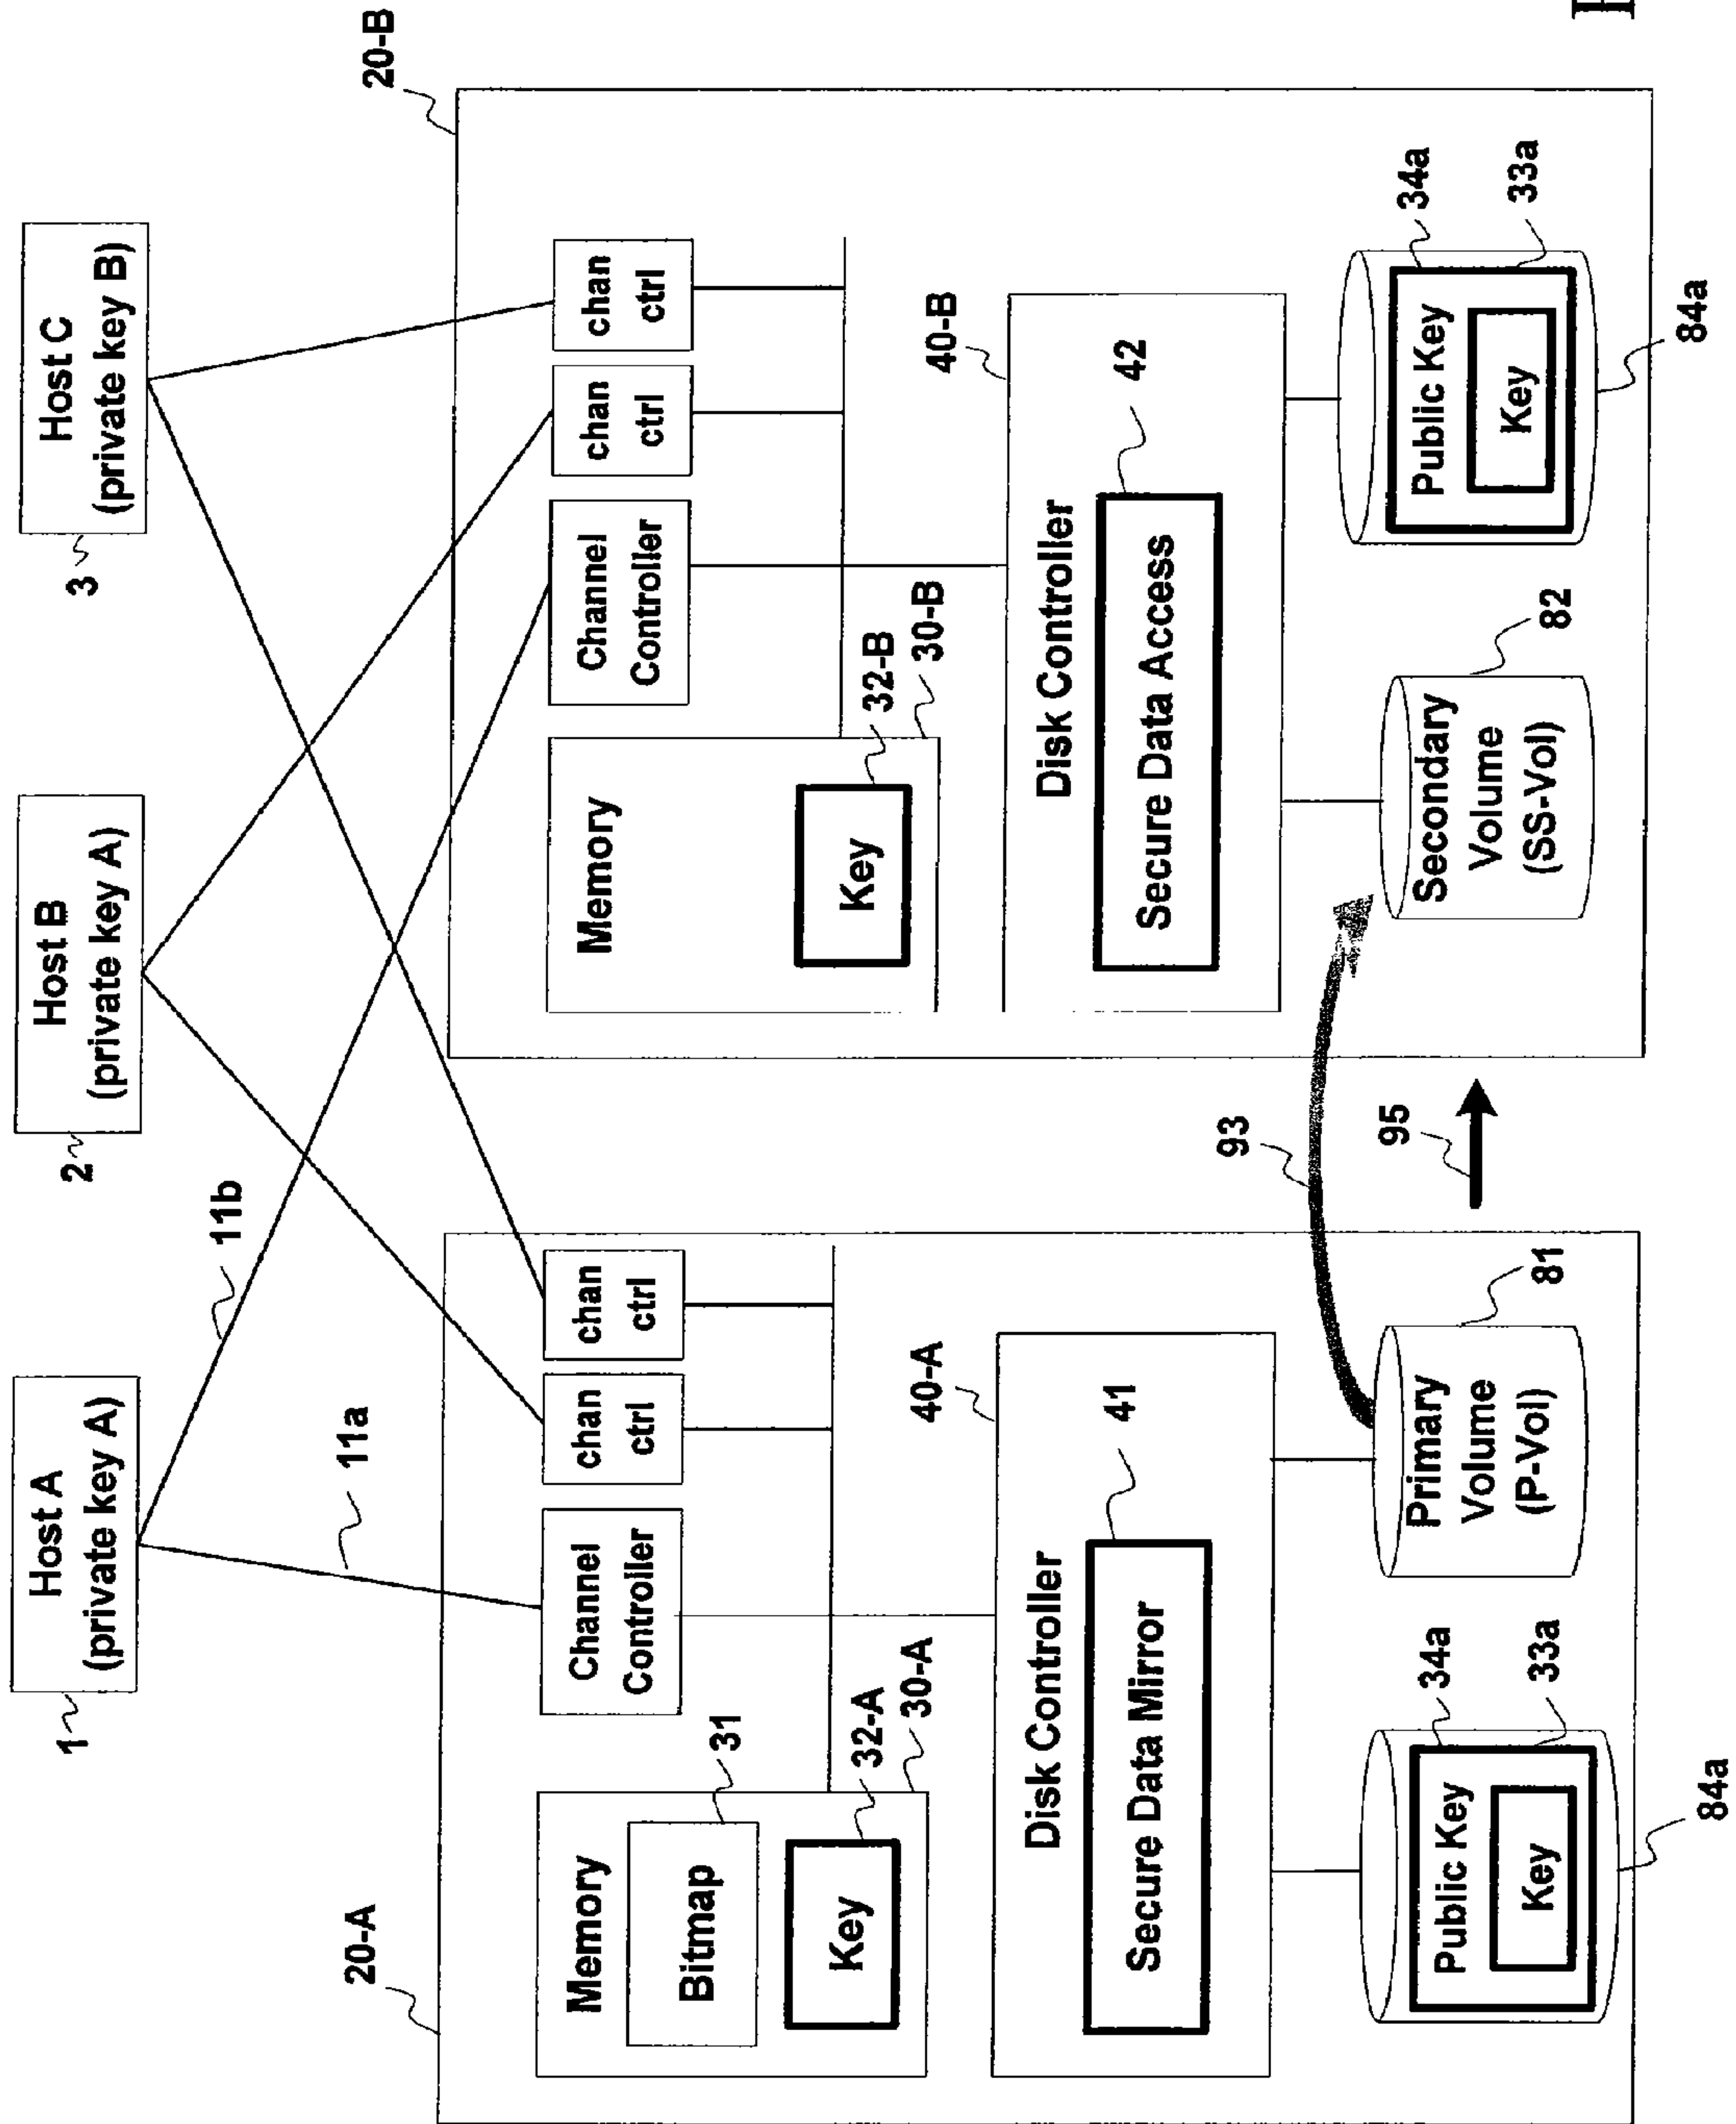 Host A
(private key A)
1
Host B
(private key A)
2
Host C
(private key B)
3
11a
11b
20-A
20-B
Memory
Bitmap
31
Key
32-A
30-A
Channel
Controller
chan
ctrl
chan
ctrl
Disk Controller
40-A
Secure Data Mirror
41
Public Key
Key
34a
33a
84a
Primary
Volume
(P-Vol)
81
93
95
Memory
Key
32-B
30-B
Channel
Controller
chan
ctrl
chan
ctrl
Disk Controller
40-B
Secure Data Access
42
Secondary
Volume
(SS-Vol)
82
Public Key
Key
34a
33a
84a